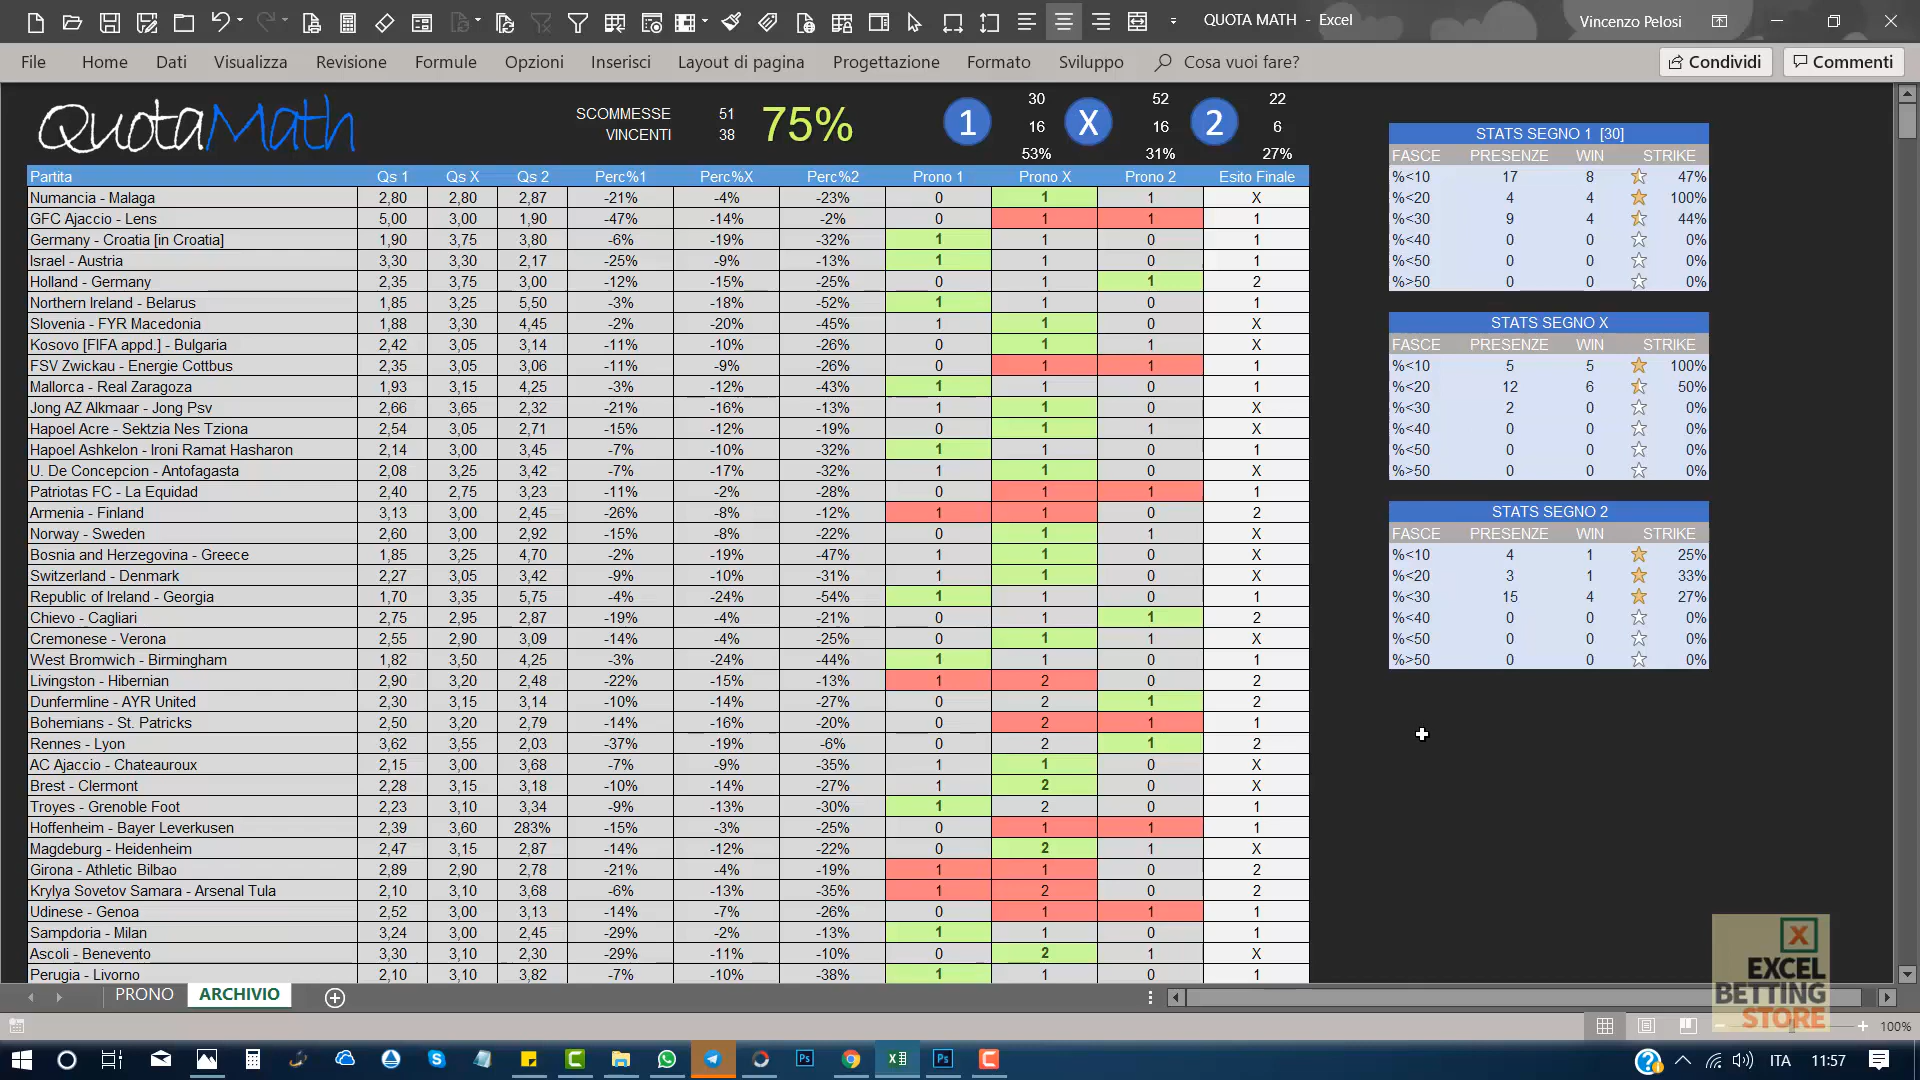 QUOTA MATH - Excel
Vincenzo Pelosi
File Home Dati Visualizza Revisione Formule Opzioni Inserisci Layout di pagina Progettazione Formato Sviluppo Cosa vuoi fare? Condividi Commenti
QuotaMath
SCOMMESSE 51
VINCENTI 38
75%
1 30 16 53%
X 52 16 31%
2 22 6 27%
Partita Qs 1 Qs X Qs 2 Perc%1 Perc%X Perc%2 Prono 1 Prono X Prono 2 Esito Finale
Numancia - Malaga 2,80 2,80 2,87 -21% -4% -23% 0 1 1 X
GFC Ajaccio - Lens 5,00 3,00 1,90 -47% -14% -2% 0 1 1 1
Germany - Croatia [in Croatia] 1,90 3,75 3,80 -6% -19% -32% 1 1 0 1
Israel - Austria 3,30 3,30 2,17 -25% -9% -13% 1 1 0 1
Holland - Germany 2,35 3,75 3,00 -12% -15% -25% 0 1 1 2
Northern Ireland - Belarus 1,85 3,25 5,50 -3% -18% -52% 1 1 0 1
Slovenia - FYR Macedonia 1,88 3,30 4,45 -2% -20% -45% 1 1 0 X
Kosovo [FIFA appd.] - Bulgaria 2,42 3,05 3,14 -11% -10% -26% 0 1 1 X
FSV Zwickau - Energie Cottbus 2,35 3,05 3,06 -11% -9% -26% 0 1 1 1
Mallorca - Real Zaragoza 1,93 3,15 4,25 -3% -12% -43% 1 1 0 1
Jong AZ Alkmaar - Jong Psv 2,66 3,65 2,32 -21% -16% -13% 1 1 0 X
Hapoel Acre - Sektzia Nes Tziona 2,54 3,05 2,71 -15% -12% -19% 0 1 1 X
Hapoel Ashkelon - Ironi Ramat Hasharon 2,14 3,00 3,45 -7% -10% -32% 1 1 0 1
U. De Concepcion - Antofagasta 2,08 3,25 3,42 -7% -17% -32% 1 1 0 X
Patriotas FC - La Equidad 2,40 2,75 3,23 -11% -2% -28% 0 1 1 1
Armenia - Finland 3,13 3,00 2,45 -26% -8% -12% 1 1 0 2
Norway - Sweden 2,60 3,00 2,92 -15% -8% -22% 0 1 1 X
Bosnia and Herzegovina - Greece 1,85 3,25 4,70 -2% -19% -47% 1 1 0 X
Switzerland - Denmark 2,27 3,05 3,42 -9% -10% -31% 1 1 0 X
Republic of Ireland - Georgia 1,70 3,35 5,75 -4% -24% -54% 1 1 0 1
Chievo - Cagliari 2,75 2,95 2,87 -19% -4% -21% 0 1 1 2
Cremonese - Verona 2,55 2,90 3,09 -14% -4% -25% 0 1 1 X
West Bromwich - Birmingham 1,82 3,50 4,25 -3% -24% -44% 1 1 0 1
Livingston - Hibernian 2,90 3,20 2,48 -22% -15% -13% 1 2 0 2
Dunfermline - AYR United 2,30 3,15 3,14 -10% -14% -27% 0 2 1 2
Bohemians - St. Patricks 2,50 3,20 2,79 -14% -16% -20% 0 2 1 1
Rennes - Lyon 3,62 3,55 2,03 -37% -19% -6% 0 2 1 2
AC Ajaccio - Chateauroux 2,15 3,00 3,68 -7% -9% -35% 1 1 0 X
Brest - Clermont 2,28 3,15 3,18 -10% -14% -27% 1 2 0 X
Troyes - Grenoble Foot 2,23 3,10 3,34 -9% -13% -30% 1 2 0 1
Hoffenheim - Bayer Leverkusen 2,39 3,60 283% -15% -3% -25% 0 1 1 1
Magdeburg - Heidenheim 2,47 3,15 2,87 -14% -12% -22% 0 2 1 X
Girona - Athletic Bilbao 2,89 2,90 2,78 -21% -4% -19% 1 1 0 2
Krylya Sovetov Samara - Arsenal Tula 2,10 3,10 3,68 -6% -13% -35% 1 2 0 2
Udinese - Genoa 2,52 3,00 3,13 -14% -7% -26% 0 1 1 1
Sampdoria - Milan 3,24 3,00 2,45 -29% -2% -13% 1 1 0 1
Ascoli - Benevento 3,30 3,10 2,30 -29% -11% -10% 0 2 1 X
Perugia - Livorno 2,10 3,10 3,82 -7% -10% -38% 1 1 0 1
STATS SEGNO 1 [30]
FASCE PRESENZE WIN STRIKE
%<10 17 8 47%
%<20 4 4 100%
%<30 9 4 44%
%<40 0 0 0%
%<50 0 0 0%
%>50 0 0 0%
STATS SEGNO X
FASCE PRESENZE WIN STRIKE
%<10 5 5 100%
%<20 12 6 50%
%<30 2 0 0%
%<40 0 0 0%
%<50 0 0 0%
%>50 0 0 0%
STATS SEGNO 2
FASCE PRESENZE WIN STRIKE
%<10 4 1 25%
%<20 3 1 33%
%<30 15 4 27%
%<40 0 0 0%
%<50 0 0 0%
%>50 0 0 0%
X
EXCEL
BETTING
STORE
PRONO ARCHIVIO
100%
ITA 11:57